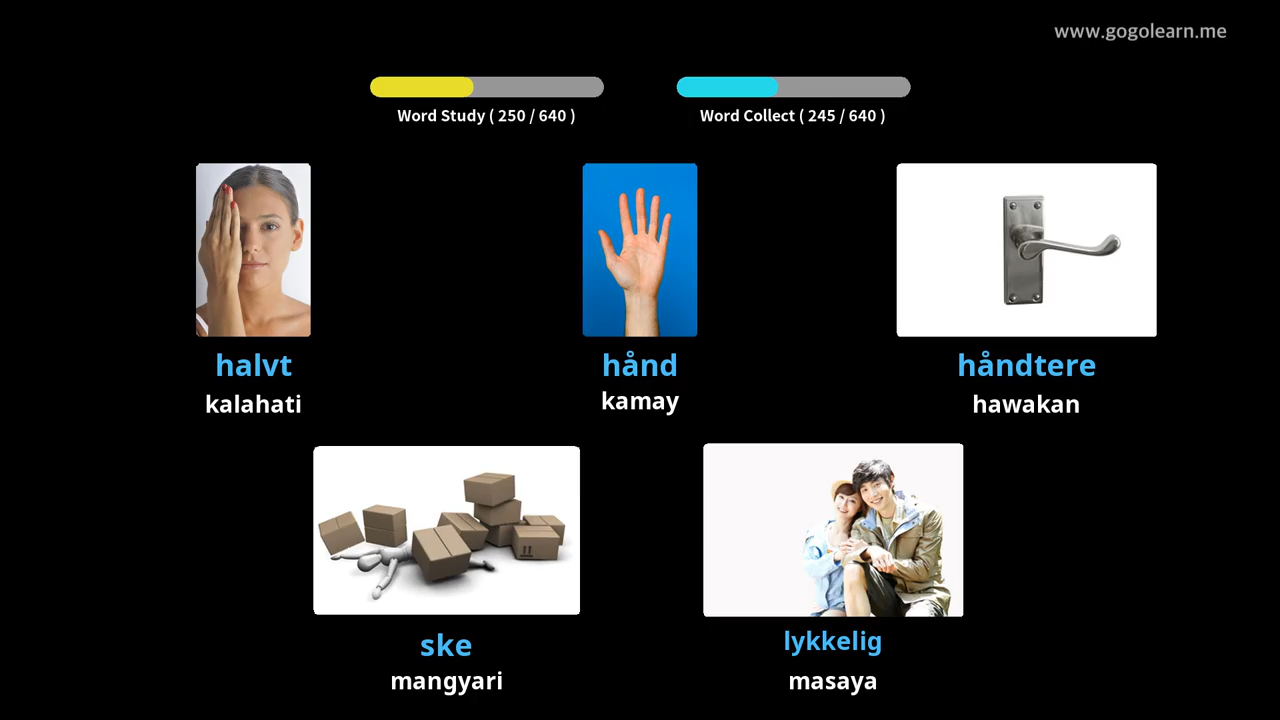 www.gogolearn.me
Word Study ( 250 / 640 )
Word Collect ( 245 / 640 )
halvt
kalahati
hånd
kamay
håndtere
hawakan
ske
mangyari
lykkelig
masaya